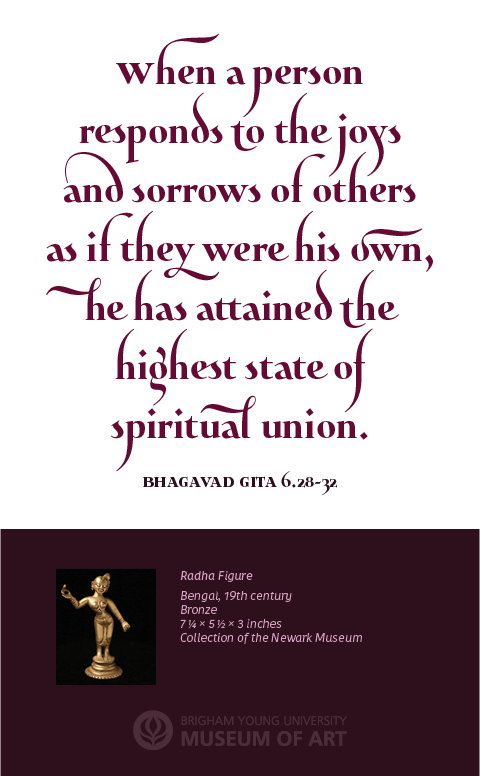 When a person
responds to the joys
and sorrows of others
as if they were his own,
he has attained the
highest state of
spiritual union.
BHAGAVAD GITA 6.28-32
Radha Figure
Bengal, 19th century
Bronze
7 ¼ × 5 ½ × 3 inches
Collection of the Newark Museum
BRIGHAM YOUNG UNIVERSITY
MUSEUM OF ART